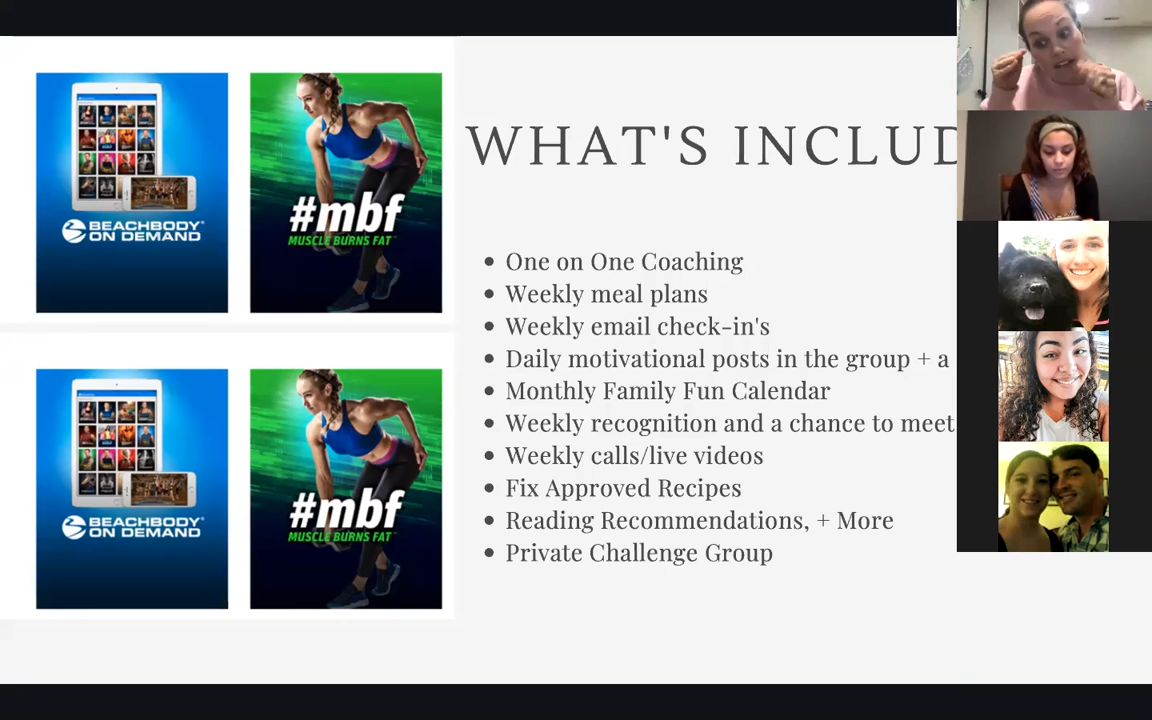 BEACHBODY
ON DEMAND
#mbf
MUSCLE BURNS FAT
BEACHBODY
ON DEMAND
#mbf
MUSCLE BURNS FAT
WHAT'S INCLUD
• One on One Coaching
• Weekly meal plans
• Weekly email check-in's
• Daily motivational posts in the group + a
• Monthly Family Fun Calendar
• Weekly recognition and a chance to meet
• Weekly calls/live videos
• Fix Approved Recipes
• Reading Recommendations, + More
• Private Challenge Group